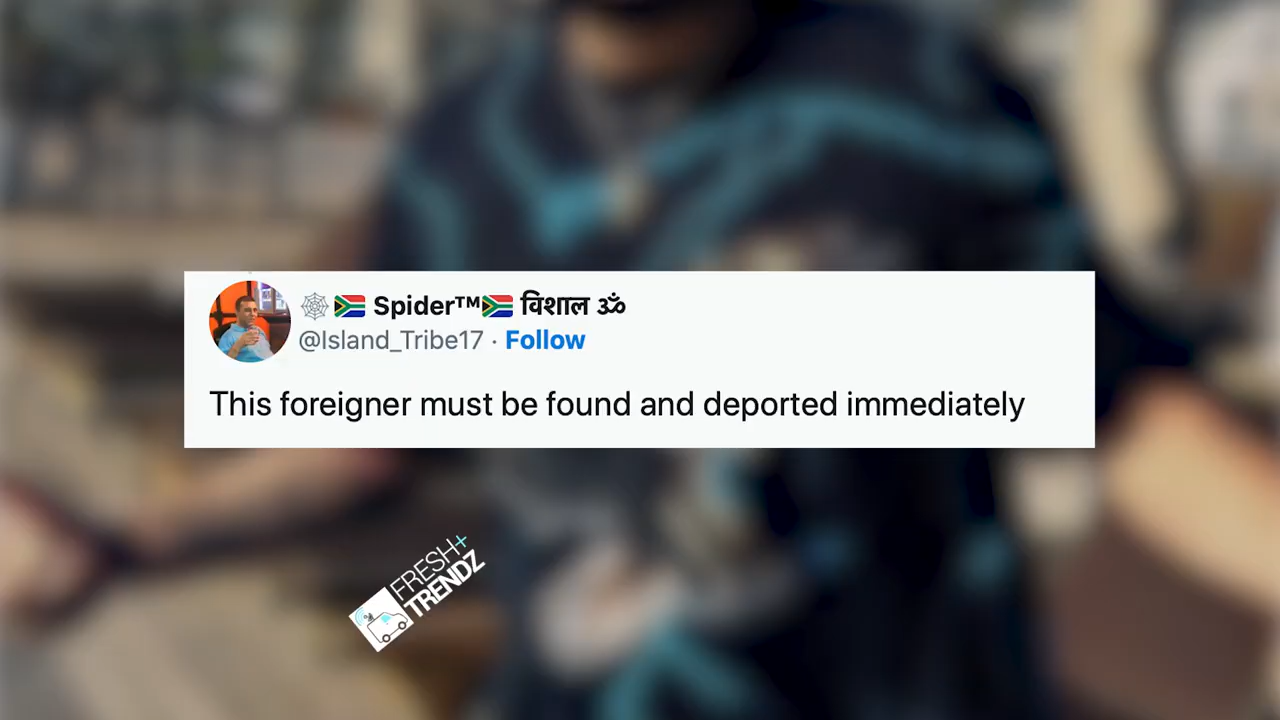 🕸️🇿🇦 Spider™🇿🇦 विशाल ॐ
@Island_Tribe17 · Follow
This foreigner must be found and deported immediately
FRESH+
TRENDZ